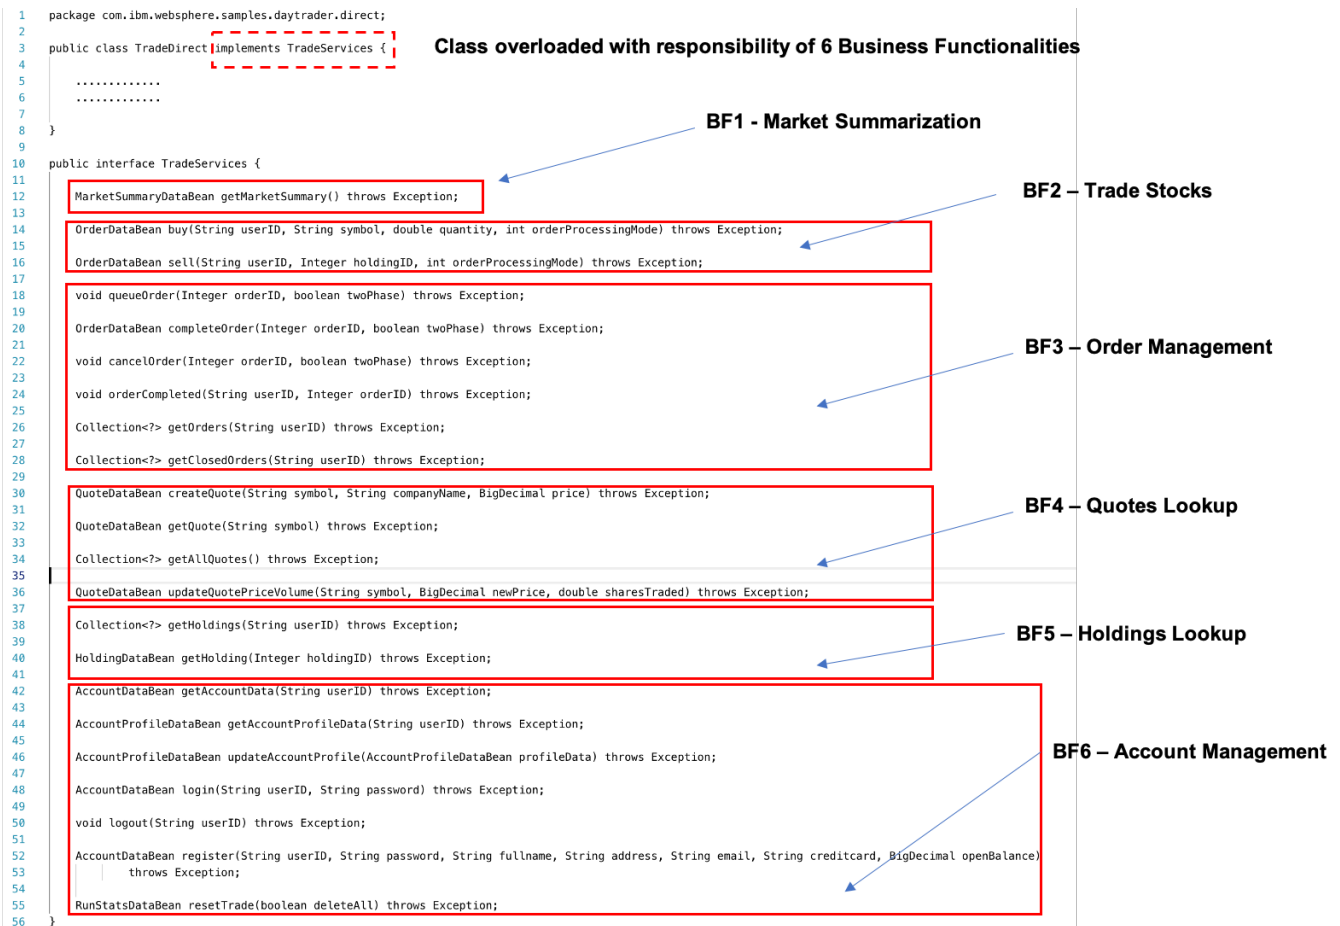 1 package com.ibm.websphere.samples.daytrader.direct;
2
3 public class TradeDirect implements TradeServices { Class overloaded with responsibility of 6 Business Functionalities
4
5 .............
6 .............
7 BF1 - Market Summarization
8 }
9
10 public interface TradeServices {
11 BF2 – Trade Stocks
12 MarketSummaryDataBean getMarketSummary() throws Exception;
13
14 OrderDataBean buy(String userID, String symbol, double quantity, int orderProcessingMode) throws Exception;
15
16 OrderDataBean sell(String userID, Integer holdingID, int orderProcessingMode) throws Exception;
17
18 void queueOrder(Integer orderID, boolean twoPhase) throws Exception;
19
20 OrderDataBean completeOrder(Integer orderID, boolean twoPhase) throws Exception;
21 BF3 – Order Management
22 void cancelOrder(Integer orderID, boolean twoPhase) throws Exception;
23
24 void orderCompleted(String userID, Integer orderID) throws Exception;
25
26 Collection<?> getOrders(String userID) throws Exception;
27
28 Collection<?> getClosedOrders(String userID) throws Exception;
29
30 QuoteDataBean createQuote(String symbol, String companyName, BigDecimal price) throws Exception;
31 BF4 – Quotes Lookup
32 QuoteDataBean getQuote(String symbol) throws Exception;
33
34 Collection<?> getAllQuotes() throws Exception;
35
36 QuoteDataBean updateQuotePriceVolume(String symbol, BigDecimal newPrice, double sharesTraded) throws Exception;
37
38 Collection<?> getHoldings(String userID) throws Exception; BF5 – Holdings Lookup
39
40 HoldingDataBean getHolding(Integer holdingID) throws Exception;
41
42 AccountDataBean getAccountData(String userID) throws Exception;
43
44 AccountProfileDataBean getAccountProfileData(String userID) throws Exception;
45
46 AccountProfileDataBean updateAccountProfile(AccountProfileDataBean profileData) throws Exception; BF6 – Account Management
47
48 AccountDataBean login(String userID, String password) throws Exception;
49
50 void logout(String userID) throws Exception;
51
52 AccountDataBean register(String userID, String password, String fullname, String address, String email, String creditcard, BigDecimal openBalance)
53 throws Exception;
54
55 RunStatsDataBean resetTrade(boolean deleteAll) throws Exception;
56 }